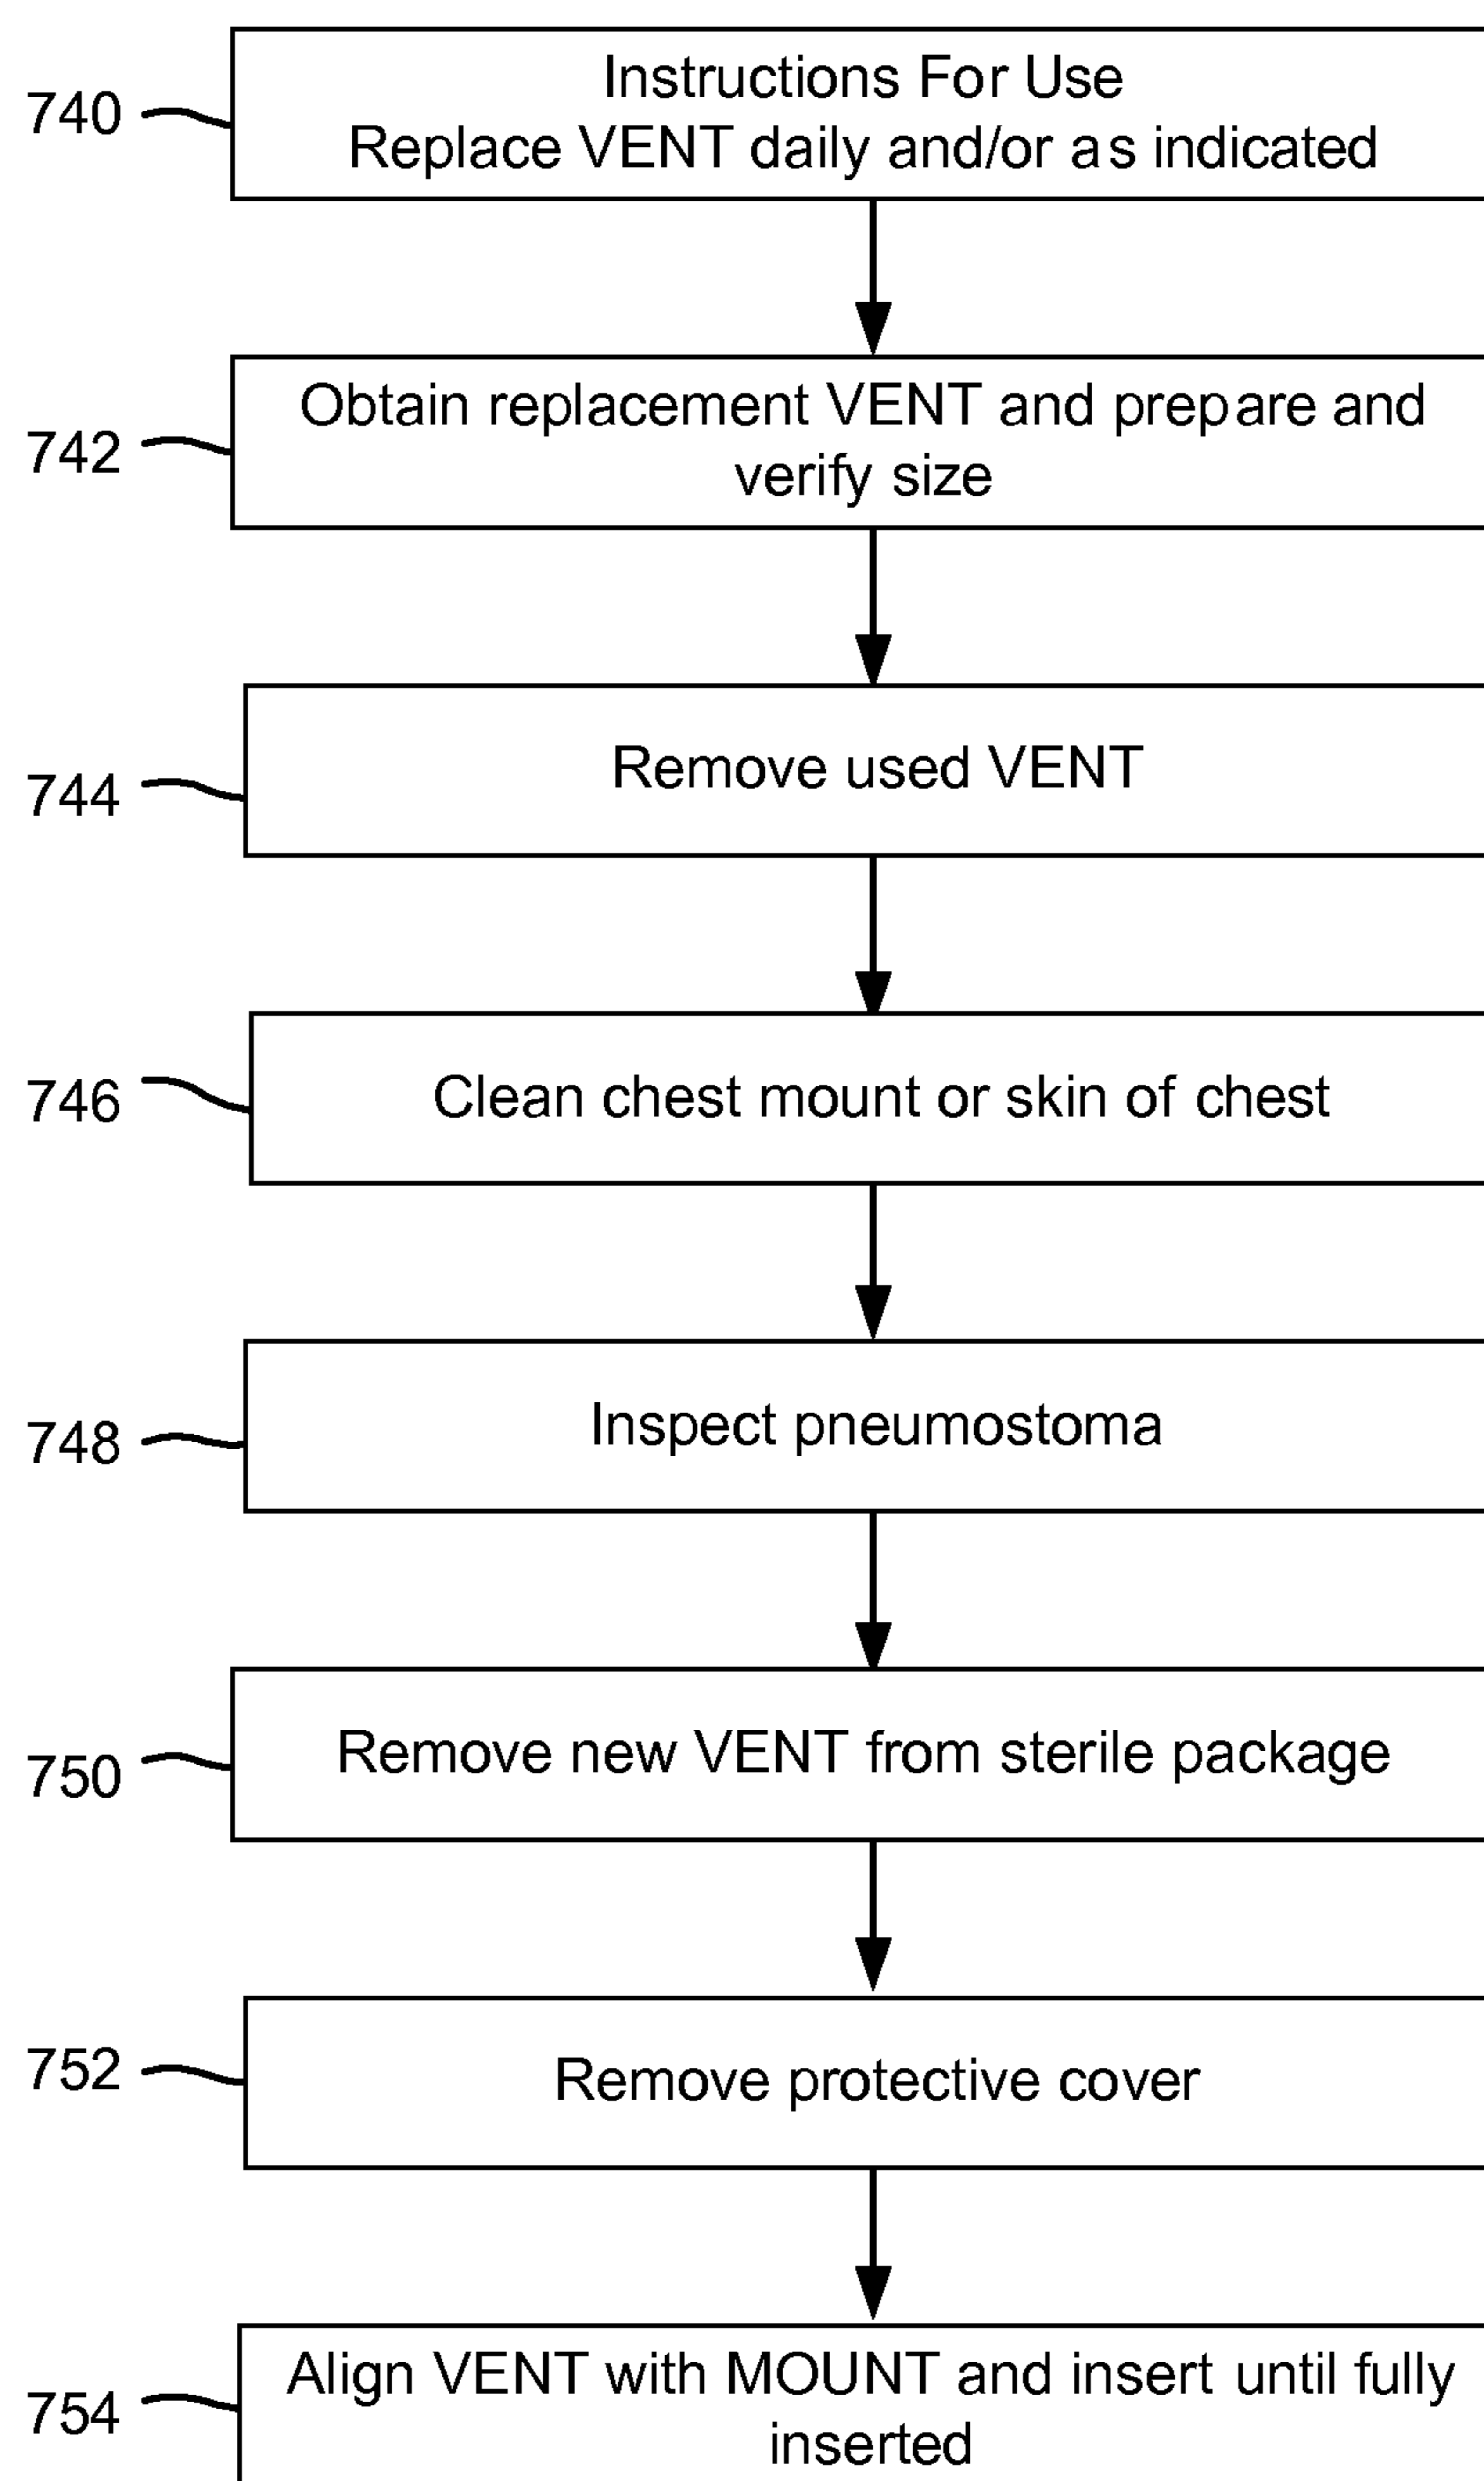 740
Instructions For Use
Replace VENT daily and/or as indicated
742
Obtain replacement VENT and prepare and
verify size
744
Remove used VENT
746
Clean chest mount or skin of chest
748
Inspect pneumostoma
750
Remove new VENT from sterile package
752
Remove protective cover
754
Align VENT with MOUNT and insert until fully
inserted